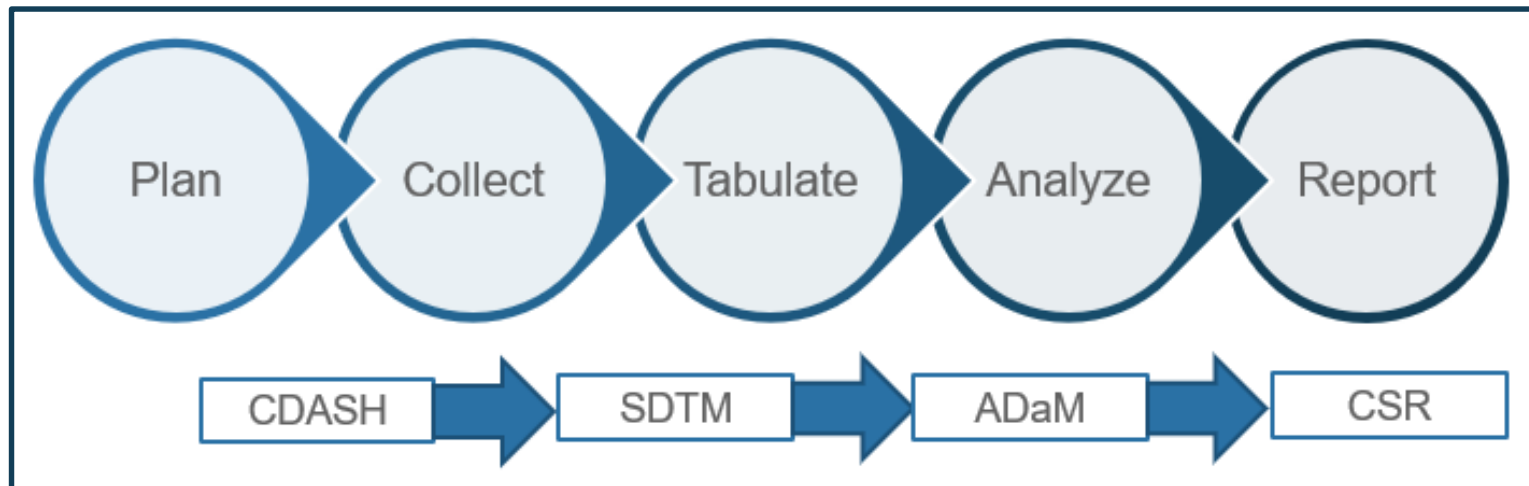 Plan Collect Tabulate Analyze Report
CDASH SDTM ADaM CSR